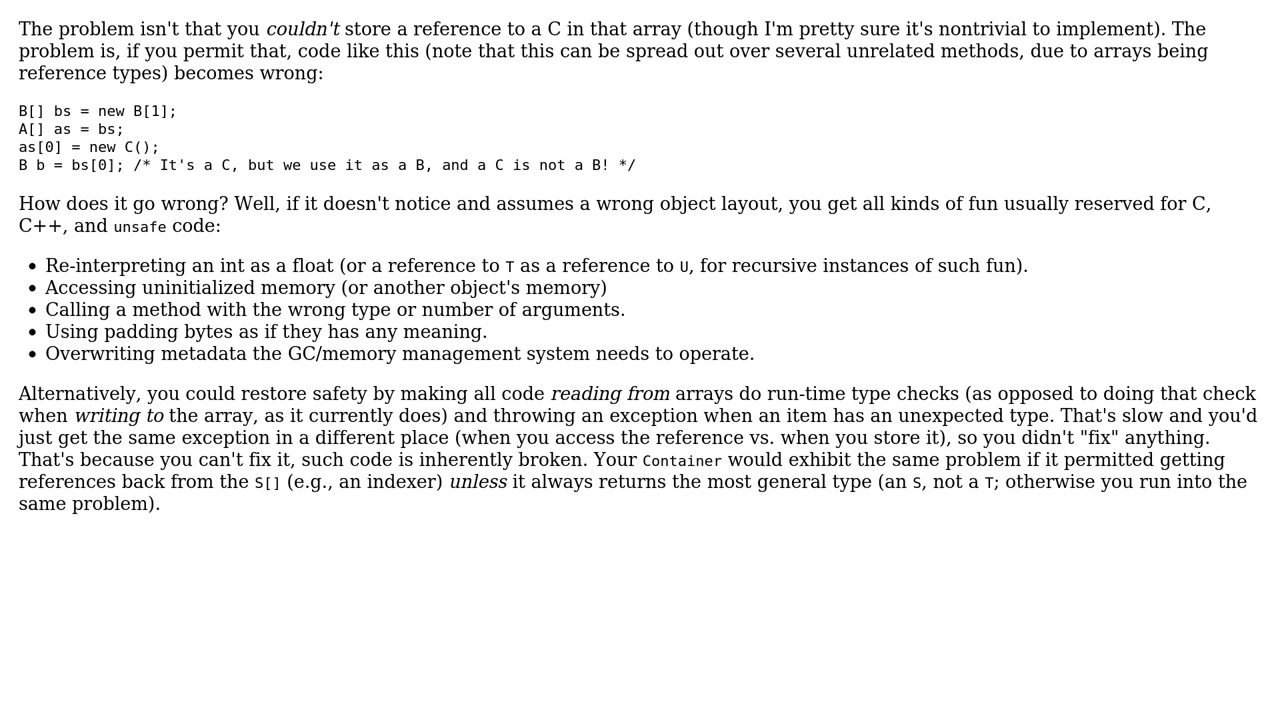 The problem isn't that you couldn't store a reference to a C in that array (though I'm pretty sure it's nontrivial to implement). The
problem is, if you permit that, code like this (note that this can be spread out over several unrelated methods, due to arrays being
reference types) becomes wrong:
B[] bs = new B[1];
A[] as = bs;
as[0] = new C();
B b = bs[0]; /* It's a C, but we use it as a B, and a C is not a B! */
How does it go wrong? Well, if it doesn't notice and assumes a wrong object layout, you get all kinds of fun usually reserved for C,
C++, and unsafe code:
• Re-interpreting an int as a float (or a reference to T as a reference to U, for recursive instances of such fun).
• Accessing uninitialized memory (or another object's memory)
• Calling a method with the wrong type or number of arguments.
• Using padding bytes as if they has any meaning.
• Overwriting metadata the GC/memory management system needs to operate.
Alternatively, you could restore safety by making all code reading from arrays do run-time type checks (as opposed to doing that check
when writing to the array, as it currently does) and throwing an exception when an item has an unexpected type. That's slow and you'd
just get the same exception in a different place (when you access the reference vs. when you store it), so you didn't "fix" anything.
That's because you can't fix it, such code is inherently broken. Your Container would exhibit the same problem if it permitted getting
references back from the S[] (e.g., an indexer) unless it always returns the most general type (an S, not a T; otherwise you run into the
same problem).